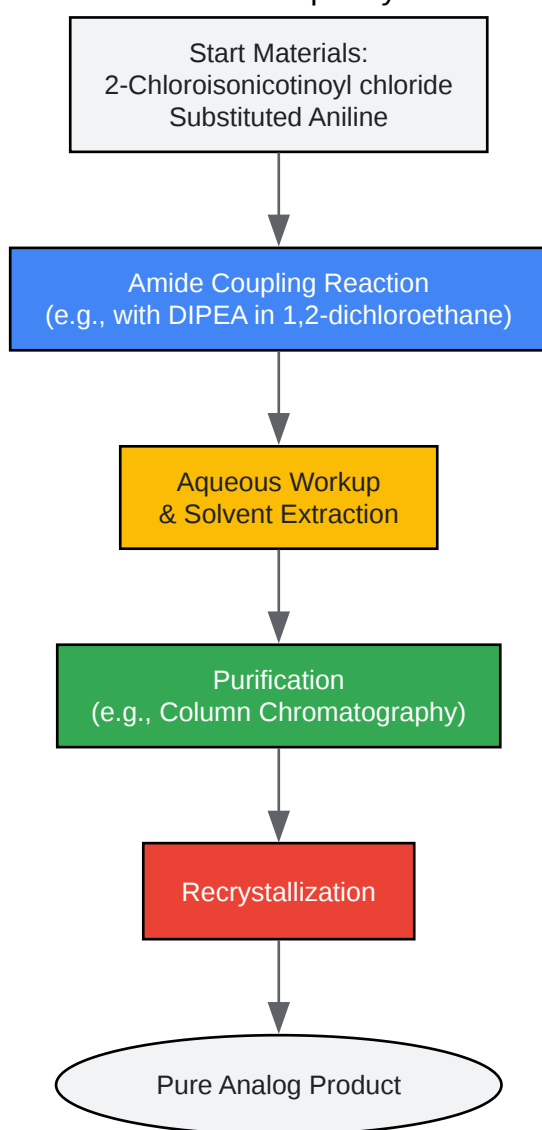 Start Materials:
2-Chloroisonicotinoyl chloride
Substituted Aniline
Amide Coupling Reaction
(e.g., with DIPEA in 1,2-dichloroethane)
Aqueous Workup
& Solvent Extraction
Purification
(e.g., Column Chromatography)
Recrystallization
Pure Analog Product